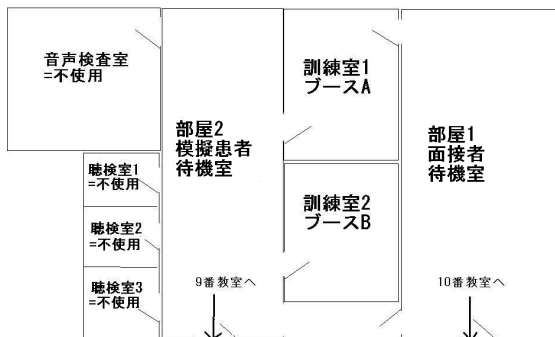 音声検査室
=不使用
訓練室1
ブースA
部屋2
模擬患者
待機室
部屋1
面接者
待機室
聴検室1
=不使用
訓練室2
ブースB
聴検室2
=不使用
聴検室3
=不使用
9番教室へ
10番教室へ